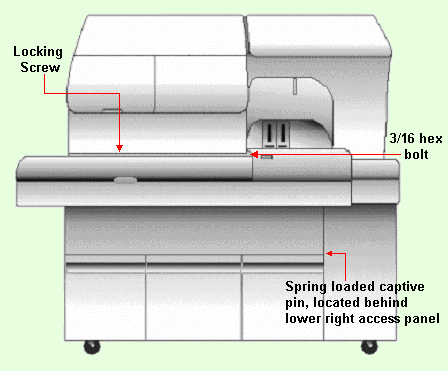 Locking
Screw
3/16 hex
bolt
Spring loaded captive
pin, located behind
lower right access panel